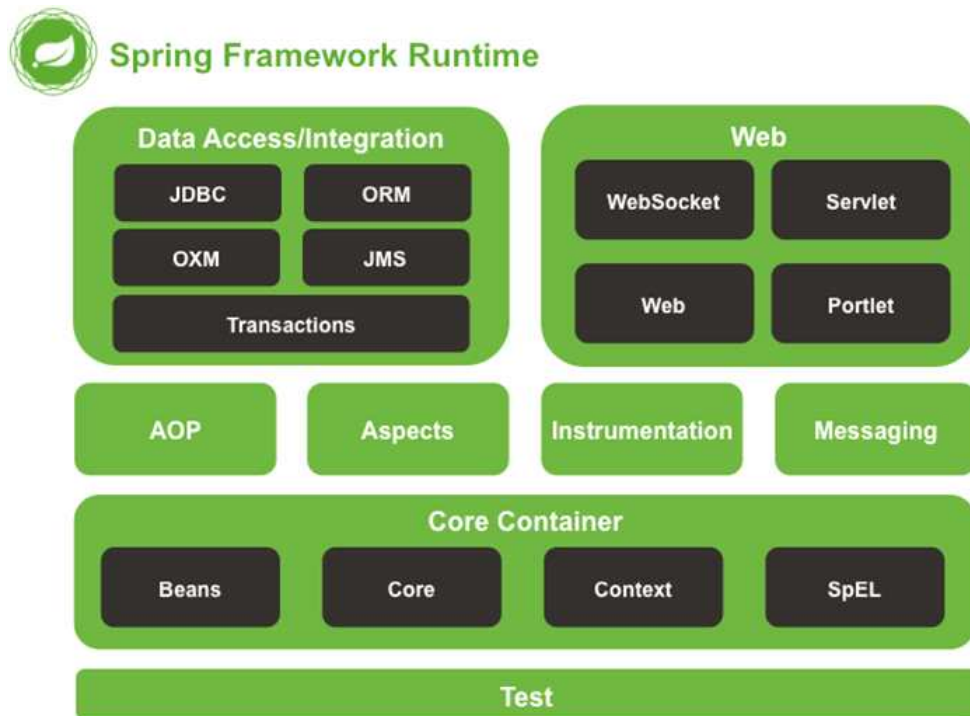 Spring Framework Runtime
Data Access/Integration
JDBC
ORM
OXM
JMS
Transactions
Web
WebSocket
Servlet
Web
Portlet
AOP
Aspects
Instrumentation
Messaging
Core Container
Beans
Core
Context
SpEL
Test